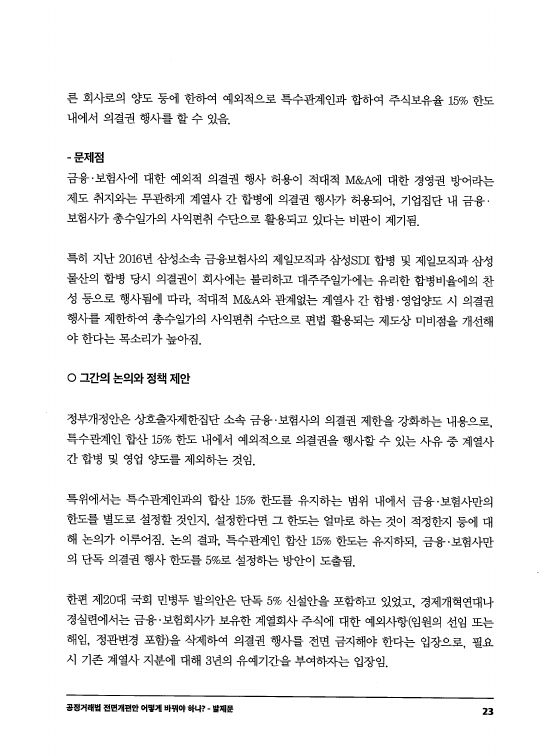 른 회사로의 양도 등에 한하여 예외적으로 특수관계인과 합하여 주식보유율 15% 한도
내에서 의결권 행사를 할 수 있음.
- 문제점
금융·보험사에 대한 예외적 의결권 행사 허용이 적대적 M&A에 대한 경영권 방어라는
제도 취지와는 무관하게 계열사 간 합병에 의결권 행사가 허용되어, 기업집단 내 금융·
보험사가 총수일가의 사익편취 수단으로 활용되고 있다는 비판이 제기됨.
특히 지난 2016년 삼성소속 금융보험사의 제일모직과 삼성SDI 합병 및 제일모직과 삼성
물산의 합병 당시 의결권이 회사에는 불리하고 대주주일가에는 유리한 합병비율에의 찬
성 등으로 행사됨에 따라, 적대적 M&A와 관계없는 계열사 간 합병·영업양도 시 의결권
행사를 제한하여 총수일가의 사익편취 수단으로 편법 활용되는 제도상 미비점을 개선해
야 한다는 목소리가 높아짐.
○ 그간의 논의와 정책 제안
정부개정안은 상호출자제한집단 소속 금융·보험사의 의결권 제한을 강화하는 내용으로,
특수관계인 합산 15% 한도 내에서 예외적으로 의결권을 행사할 수 있는 사유 중 계열사
간 합병 및 영업 양도를 제외하는 것임.
특위에서는 특수관계인과의 합산 15% 한도를 유지하는 범위 내에서 금융·보험사만의
한도를 별도로 설정할 것인지, 설정한다면 그 한도는 얼마로 하는 것이 적정한지 등에 대
해 논의가 이루어짐. 논의 결과, 특수관계인 합산 15% 한도는 유지하되, 금융·보험사만
의 단독 의결권 행사 한도를 5%로 설정하는 방안이 도출됨.
한편 제20대 국회 민병두 발의안은 단독 5% 신설안을 포함하고 있었고, 경제개혁연대나
경실련에서는 금융·보험회사가 보유한 계열회사 주식에 대한 예외사항(임원의 선임 또는
해임, 정관변경 포함)을 삭제하여 의결권 행사를 전면 금지해야 한다는 입장으로, 필요
시 기존 계열사 지분에 대해 3년의 유예기간을 부여하자는 입장임.
공정거래법 전면개편안 어떻게 바꿔야 하나? - 발제문
23